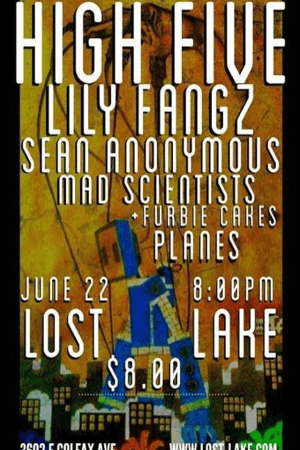 HIGH FIVE
LILY FANGZ
SEAN ANONYMOUS
MAD SCIENTISTS
+FURBIE CAKES
PLANES
JUNE 22 8:00PM
LOST LAKE
$8.00
3602 E COLFAX AVE WWW.LOST-LAKE.COM